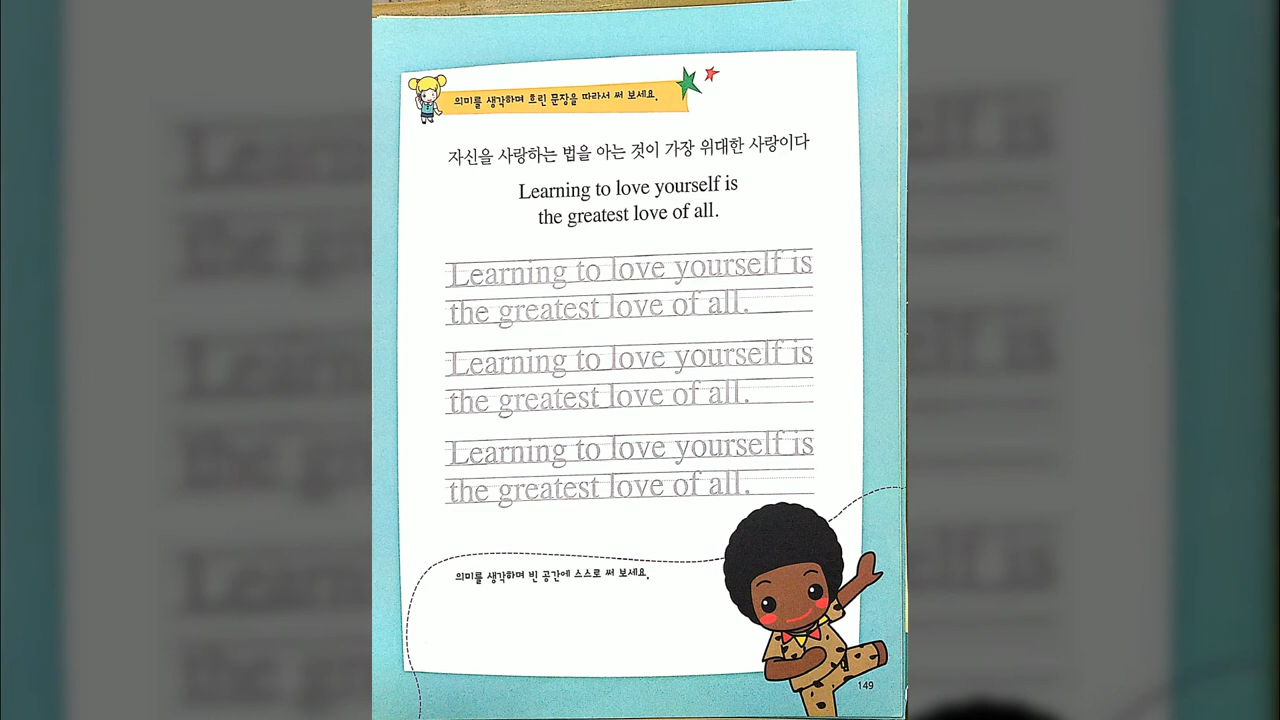 의미를 생각하며 흐린 문장을 따라서 써 보세요.
자신을 사랑하는 법을 아는 것이 가장 위대한 사랑이다
Learning to love yourself is
the greatest love of all.
Learning to love yourself is
the greatest love of all.
Learning to love yourself is
the greatest love of all.
Learning to love yourself is
the greatest love of all.
의미를 생각하며 빈 공간에 스스로 써 보세요.
149